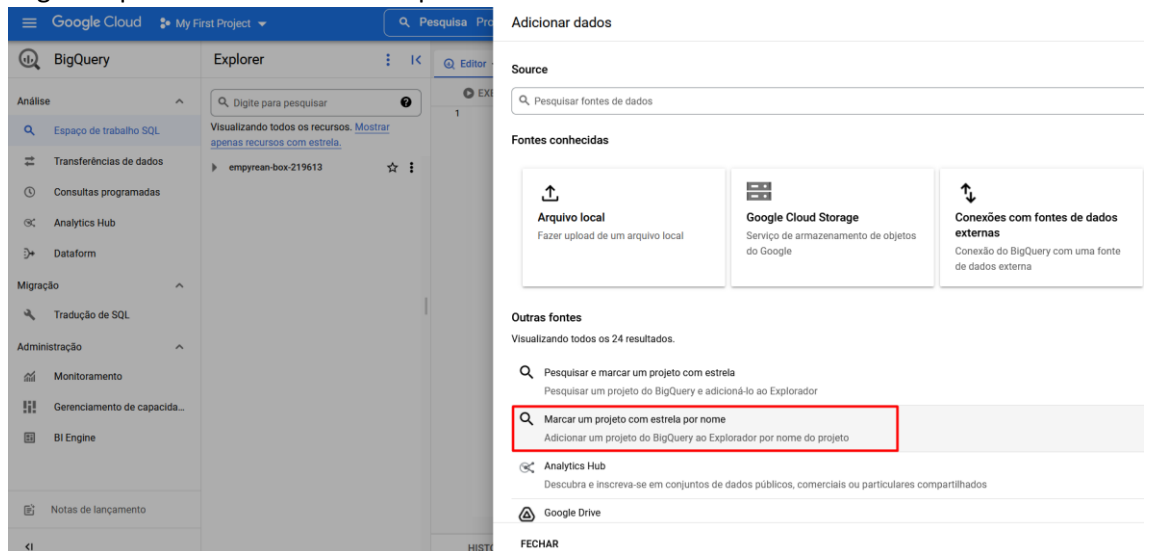 Google Cloud
My First Project
Pesquisa
BigQuery
Análise
Espaço de trabalho SQL
Transferências de dados
Consultas programadas
Analytics Hub
Dataform
Migração
Tradução de SQL
Administração
Monitoramento
Gerenciamento de capacida...
BI Engine
Notas de lançamento
Explorer
Digite para pesquisar
Visualizando todos os recursos. Mostrar
apenas recursos com estrela.
empyrean-box-219613
Editor
1
Adicionar dados
Source
Pesquisar fontes de dados
Fontes conhecidas
Arquivo local
Fazer upload de um arquivo local
Google Cloud Storage
Serviço de armazenamento de objetos
do Google
Conexões com fontes de dados
externas
Conexão do BigQuery com uma fonte
de dados externa
Outras fontes
Visualizando todos os 24 resultados.
Pesquisar e marcar um projeto com estrela
Pesquisar um projeto do BigQuery e adicioná-lo ao Explorador
Marcar um projeto com estrela por nome
Adicionar um projeto do BigQuery ao Explorador por nome do projeto
Analytics Hub
Descubra e inscreva-se em conjuntos de dados públicos, comerciais ou particulares compartilhados
Google Drive
FECHAR